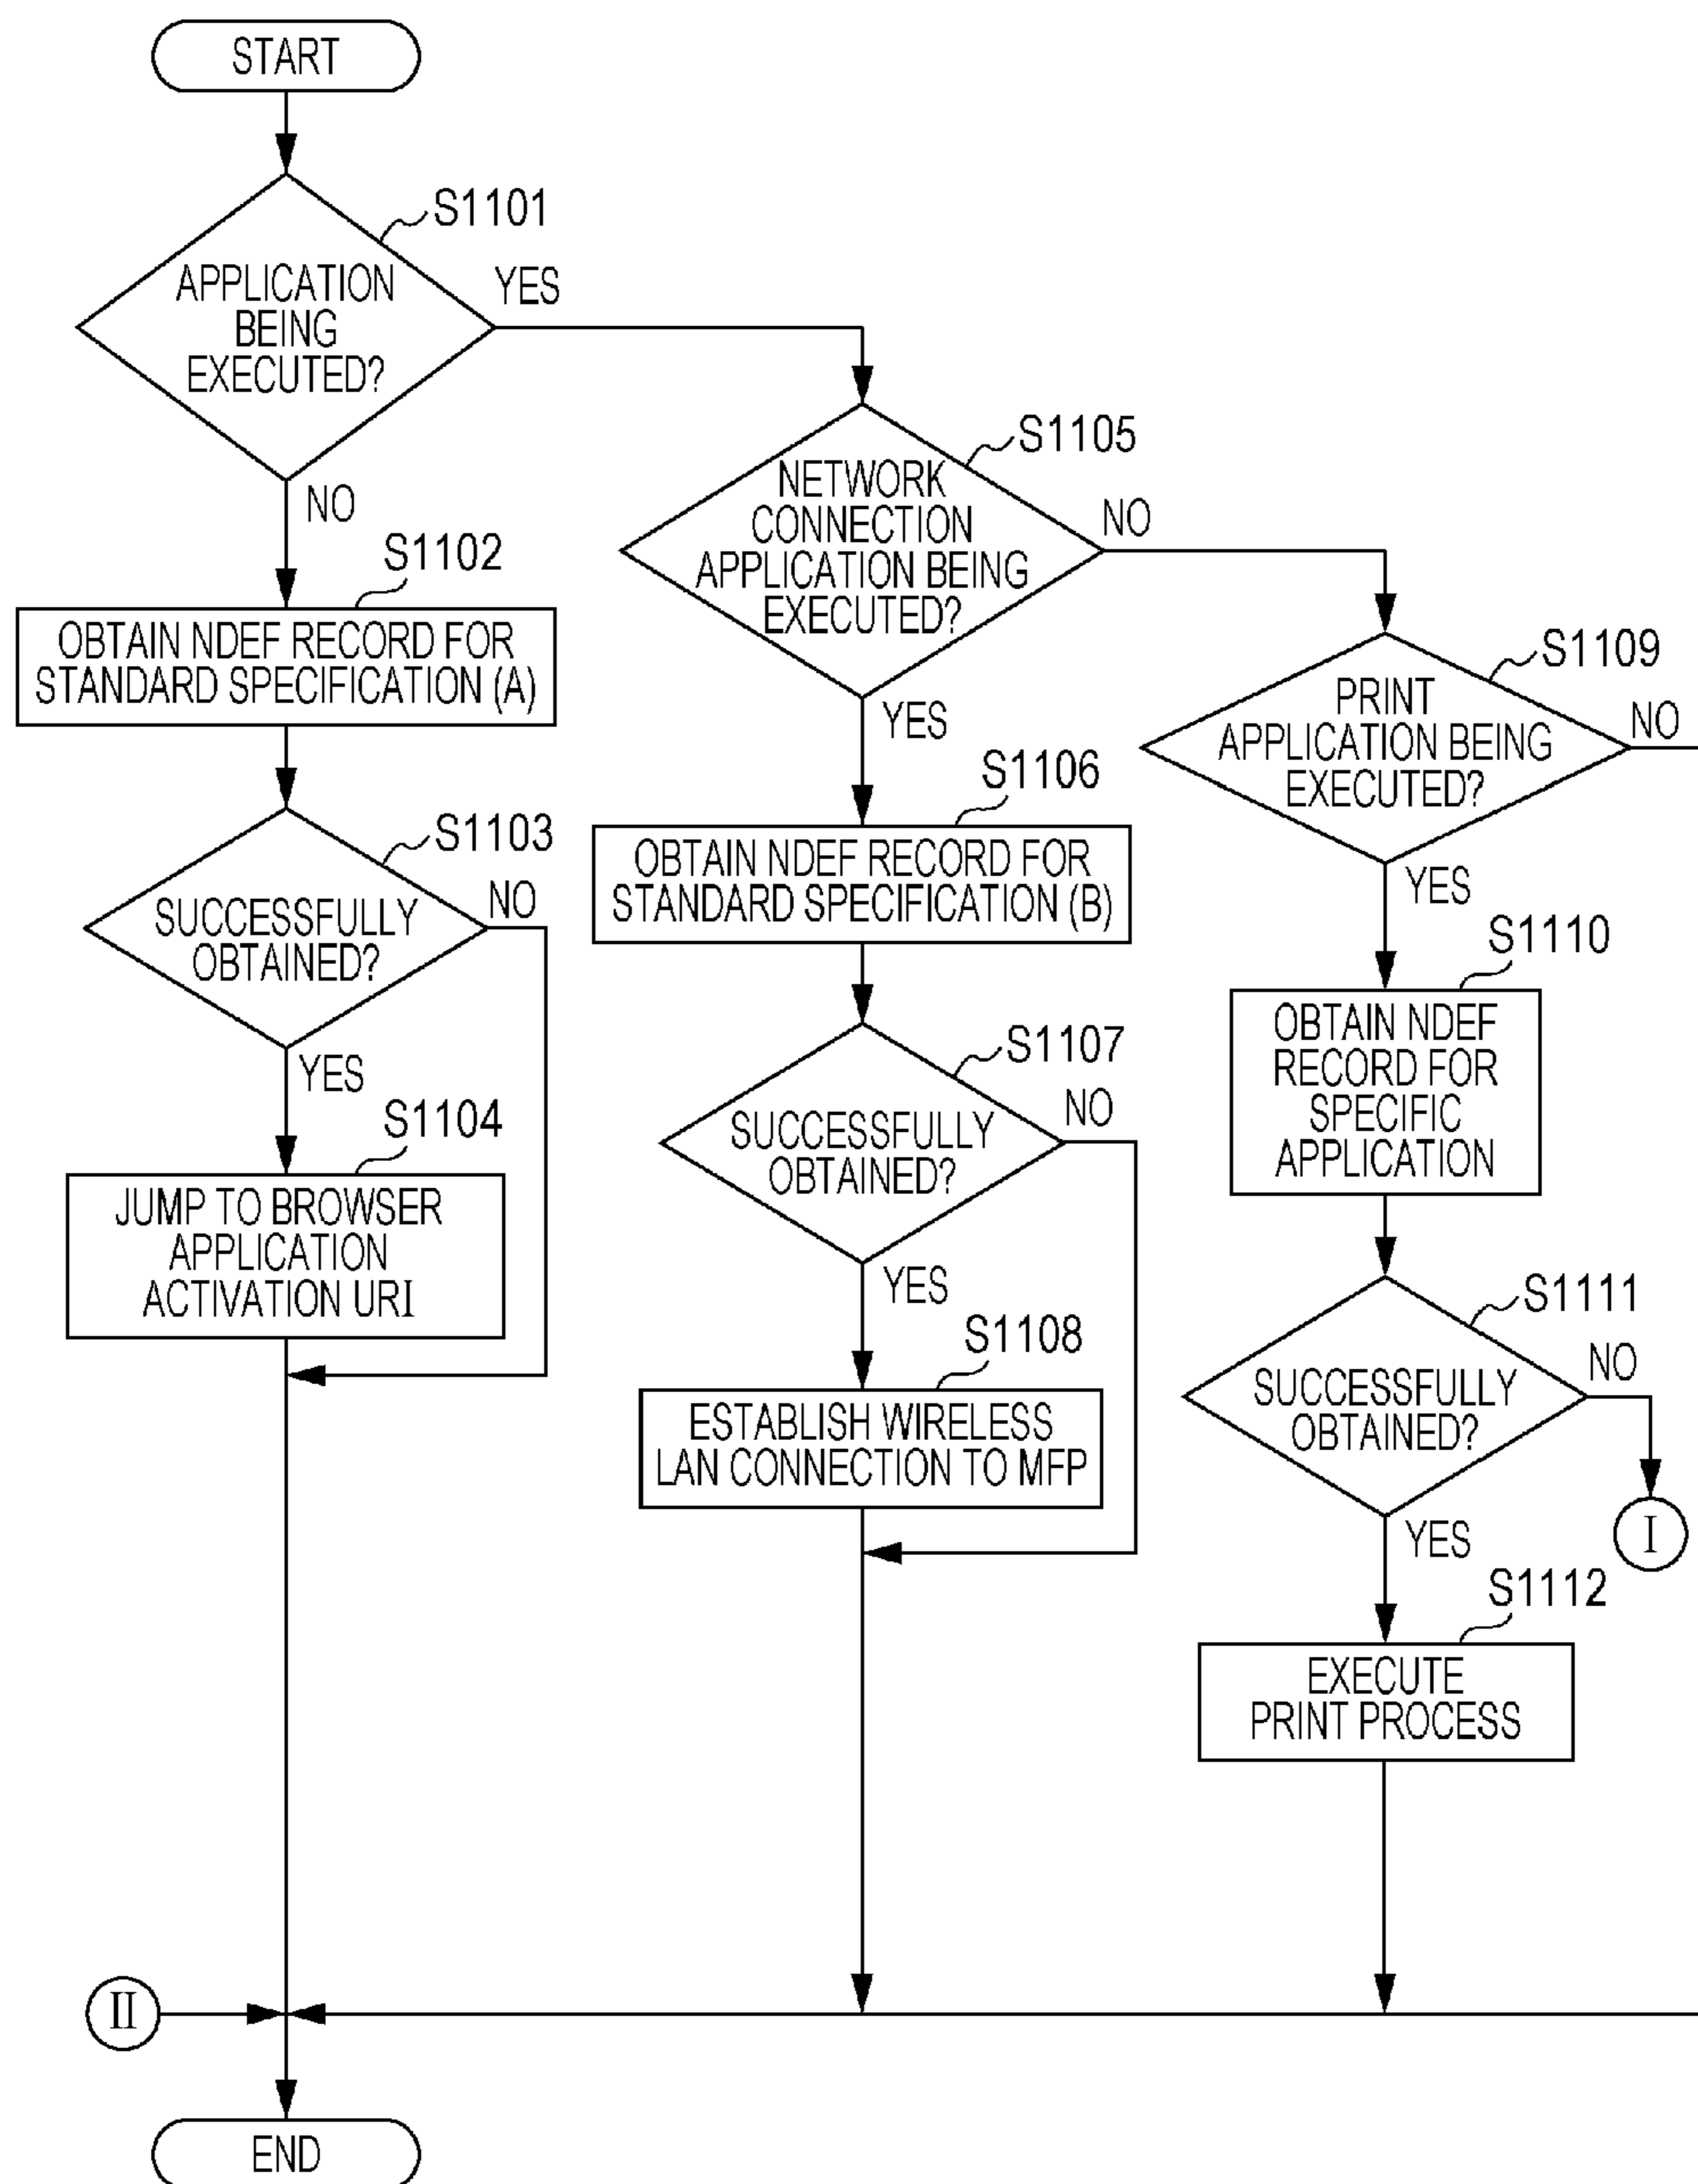 START
S1101
APPLICATION
BEING
EXECUTED?
YES
NO
S1102
OBTAIN NDEF RECORD FOR
STANDARD SPECIFICATION (A)
S1103
SUCCESSFULLY
OBTAINED?
NO
YES
S1104
JUMP TO BROWSER
APPLICATION
ACTIVATION URI
S1105
NETWORK
CONNECTION
APPLICATION BEING
EXECUTED?
NO
YES
S1106
OBTAIN NDEF RECORD FOR
STANDARD SPECIFICATION (B)
S1107
SUCCESSFULLY
OBTAINED?
NO
YES
S1108
ESTABLISH WIRELESS
LAN CONNECTION TO MFP
S1109
PRINT
APPLICATION BEING
EXECUTED?
NO
YES
S1110
OBTAIN NDEF
RECORD FOR
SPECIFIC
APPLICATION
S1111
SUCCESSFULLY
OBTAINED?
NO
I
YES
S1112
EXECUTE
PRINT PROCESS
II
END